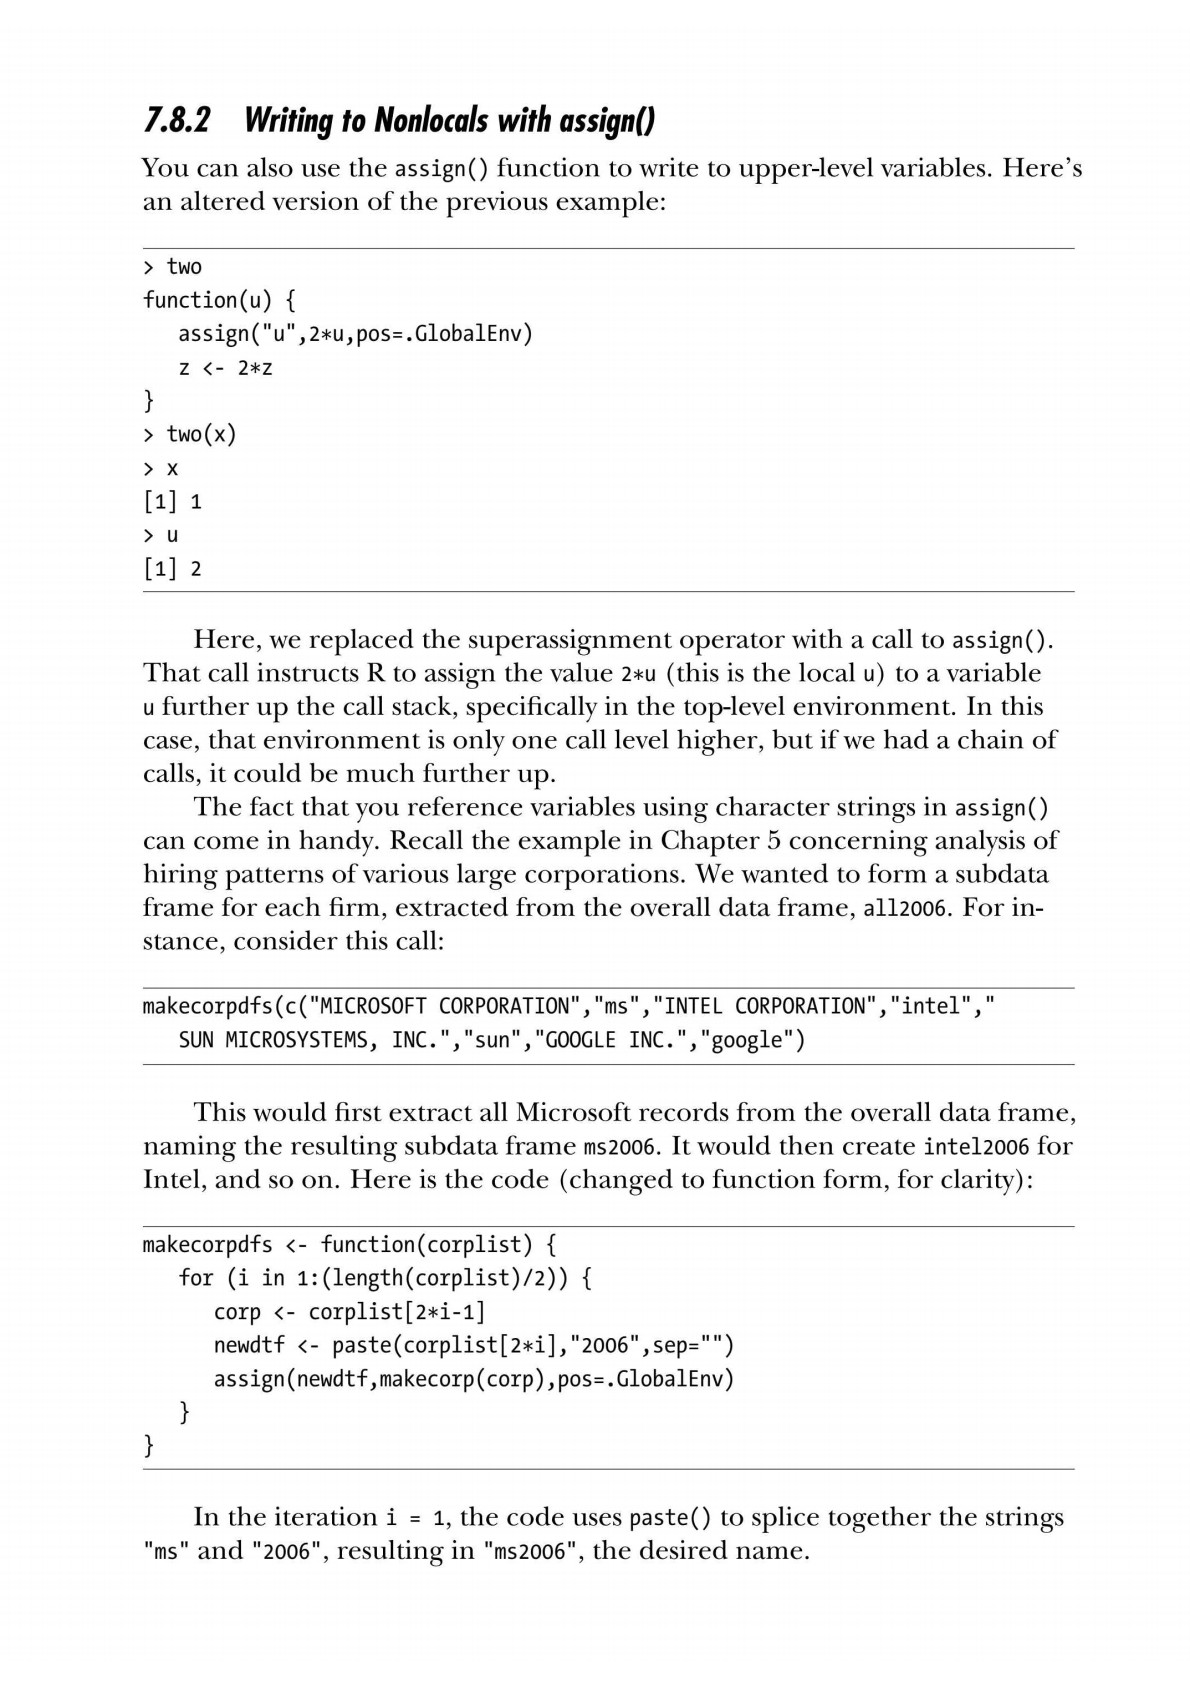 7.8.2 Writing to Nonlocals with assign()
You can also use the assign() function to write to upper-level variables. Here's
an altered version of the previous example:
> two
function(u) {
   assign("u",2*u,pos=.GlobalEnv)
   z <- 2*z
}
> two(x)
> x
[1] 1
> u
[1] 2
Here, we replaced the superassignment operator with a call to assign().
That call instructs R to assign the value 2*u (this is the local u) to a variable
u further up the call stack, specifically in the top-level environment. In this
case, that environment is only one call level higher, but if we had a chain of
calls, it could be much further up.
The fact that you reference variables using character strings in assign()
can come in handy. Recall the example in Chapter 5 concerning analysis of
hiring patterns of various large corporations. We wanted to form a subdata
frame for each firm, extracted from the overall data frame, all2006. For in-
stance, consider this call:
makecorpdfs(c("MICROSOFT CORPORATION","ms","INTEL CORPORATION","intel","
   SUN MICROSYSTEMS, INC.","sun","GOOGLE INC.","google")
This would first extract all Microsoft records from the overall data frame,
naming the resulting subdata frame ms2006. It would then create intel2006 for
Intel, and so on. Here is the code (changed to function form, for clarity):
makecorpdfs <- function(corplist) {
   for (i in 1:(length(corplist)/2)) {
      corp <- corplist[2*i-1]
      newdtf <- paste(corplist[2*i],"2006",sep="")
      assign(newdtf,makecorp(corp),pos=.GlobalEnv)
   }
}
In the iteration i = 1, the code uses paste() to splice together the strings
"ms" and "2006", resulting in "ms2006", the desired name.